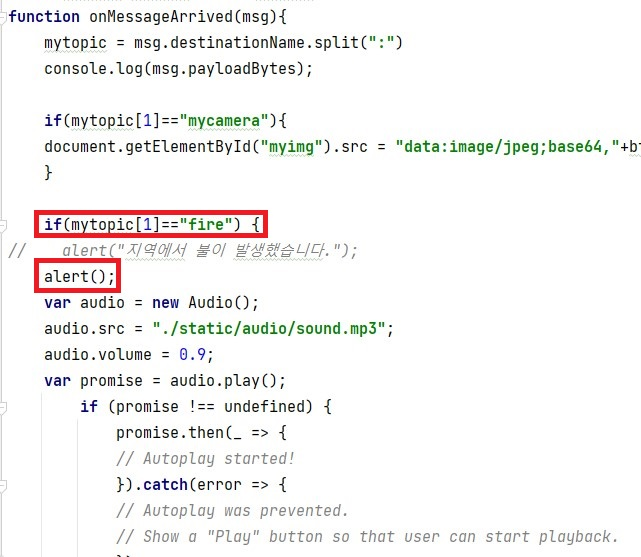 function onMessageArrived(msg){
mytopic = msg.destinationName.split(":")
console.log(msg.payloadBytes);
if(mytopic[1]=="mycamera"){
document.getElementById("myimg").src = "data:image/jpeg;base64,"+
}
if(mytopic[1]=="fire") {
// alert("지역에서 불이 발생했습니다.");
alert();
var audio = new Audio();
audio.src = "./static/audio/sound.mp3";
audio.volume = 0.9;
var promise = audio.play();
if (promise !== undefined) {
promise.then(_ => {
// Autoplay started!
}).catch(error => {
// Autoplay was prevented.
// Show a "Play" button so that user can start playback.